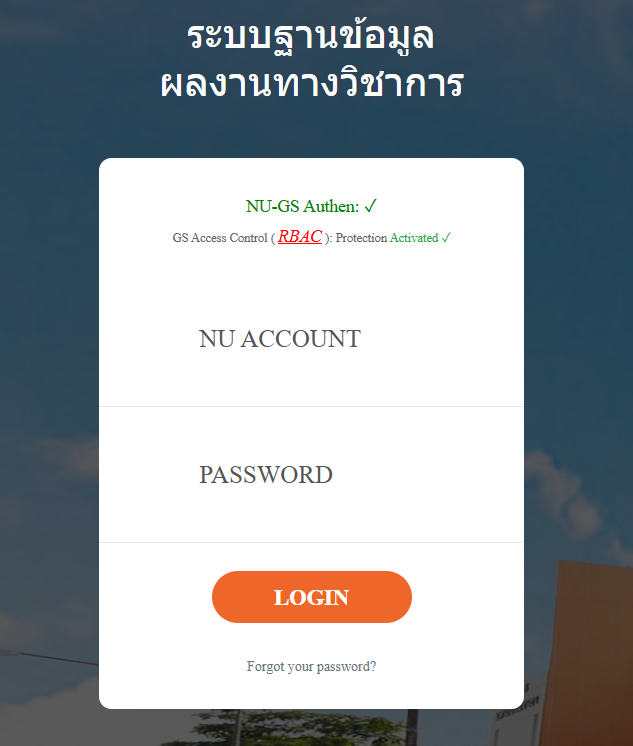 ระบบฐานข้อมูล
ผลงานทางวิชาการ
NU-GS Authen: ✓
GS Access Control ( RBAC ): Protection Activated ✓
NU ACCOUNT
PASSWORD
LOGIN
Forgot your password?